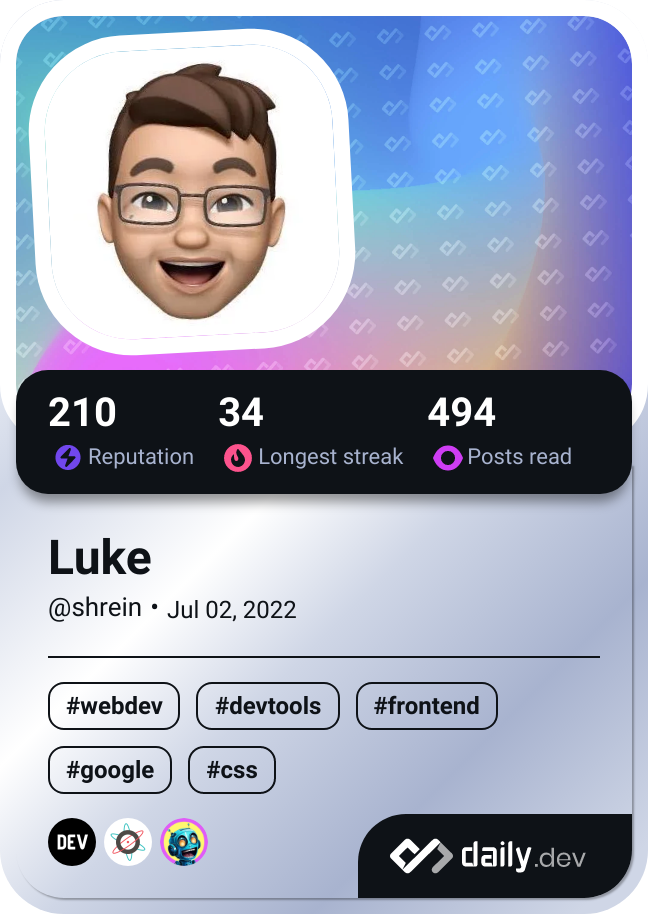 210 34 494
Reputation Longest streak Posts read
Luke
@shrein • Jul 02, 2022
#webdev #devtools #frontend
#google #css
DEV
daily.dev